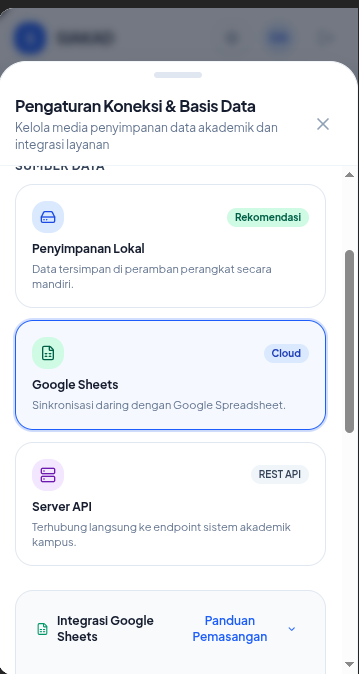 Pengaturan Koneksi & Basis Data
Kelola media penyimpanan data akademik dan
integrasi layanan
SUMBER DATA
Rekomendasi
Penyimpanan Lokal
Data tersimpan di peramban perangkat secara
mandiri.
Cloud
Google Sheets
Sinkronisasi daring dengan Google Spreadsheet.
REST API
Server API
Terhubung langsung ke endpoint sistem akademik
kampus.
Integrasi Google
Sheets
Panduan
Pemasangan